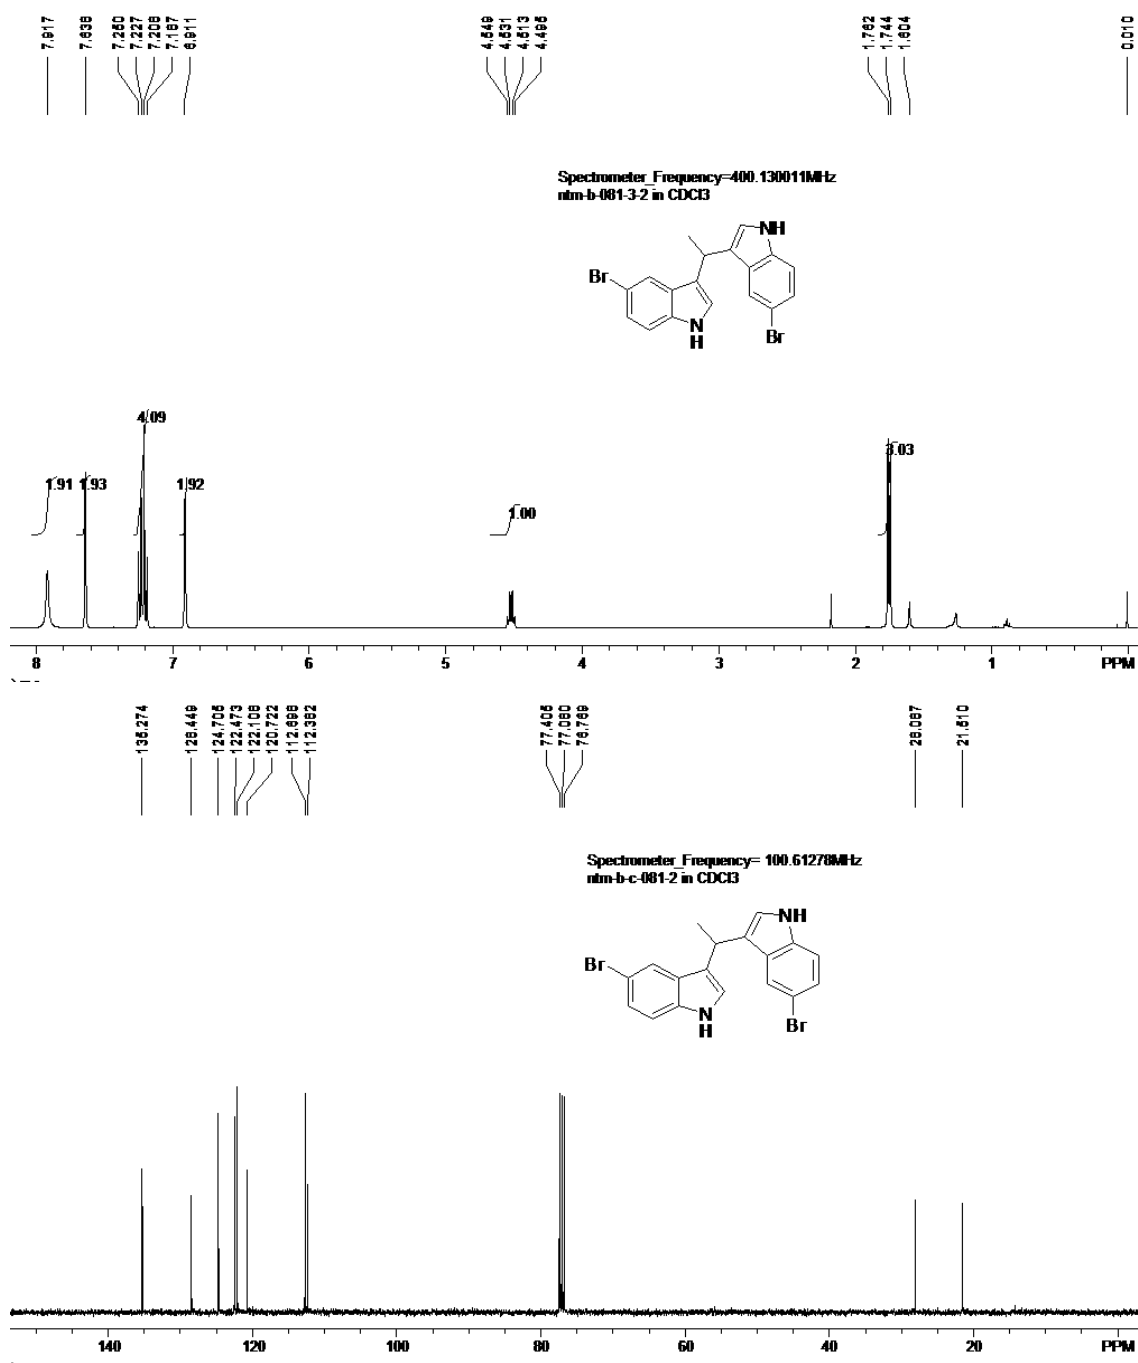 7.917
7.638
7.250
7.227
7.208
7.187
6.911
4.549
4.531
4.513
4.495
1.762
1.744
1.604
0.010
Spectrometer_Frequency=400.130011MHz
ntm-b-081-3-2 in CDCl3
NH
Br
N
H
Br
4.09
3.03
1.91 1.93 1.92
1.00
8 7 6 5 4 3 2 1 PPM
135.274
128.449
124.705
122.473
122.108
120.722
112.698
112.382
77.405
77.080
76.769
28.087
21.510
Spectrometer_Frequency= 100.61278MHz
ntm-b-c-081-2 in CDCl3
NH
Br
N
H
Br
140 120 100 80 60 40 20 PPM